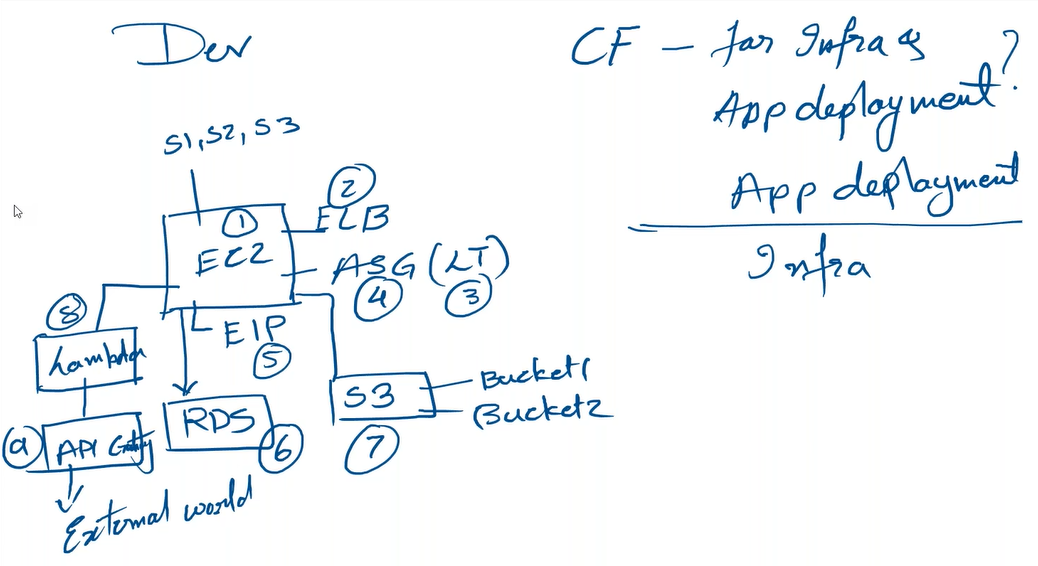 Dev
CF - for Infra &
App deployment ?
App deployment
Infra
S1, S2, S3
①
EC2
②
ELB
ASG (LT)
④ ③
EIP
⑤
⑧
Lambda
API
RDS
⑥
S3
⑦
Bucket1
Bucket2
External world